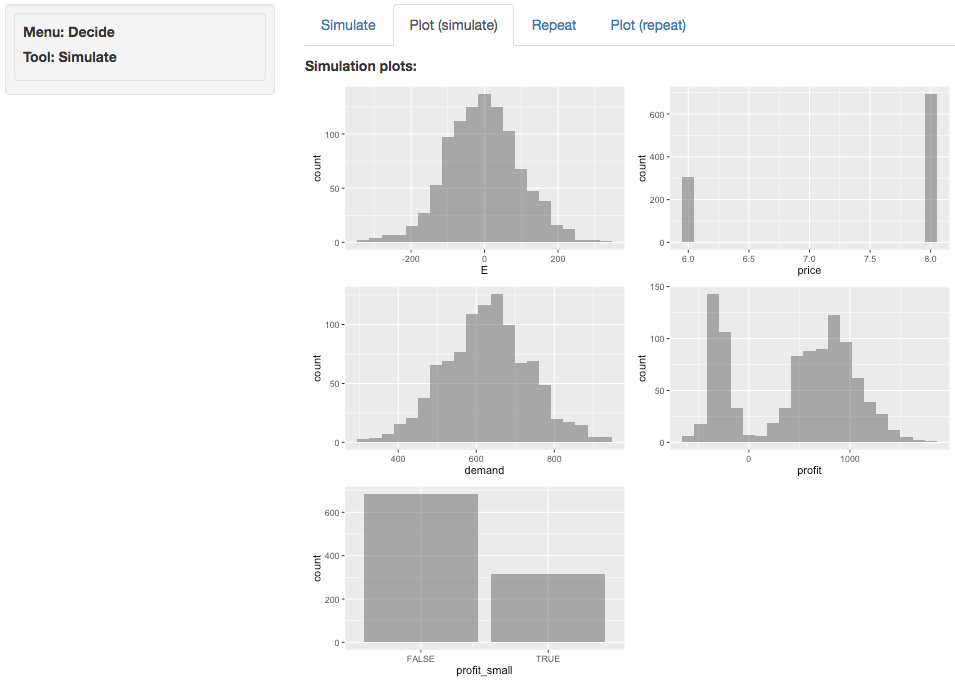 Menu: Decide
Tool: Simulate
Simulate Plot (simulate) Repeat Plot (repeat)
Simulation plots:
count
100
50
0
-200 0 200
E
count
600
400
200
0
6.0 6.5 7.0 7.5 8.0
price
count
100
50
0
400 600 800
demand
count
150
100
50
0
0 1000
profit
count
600
400
200
0
FALSE TRUE
profit_small